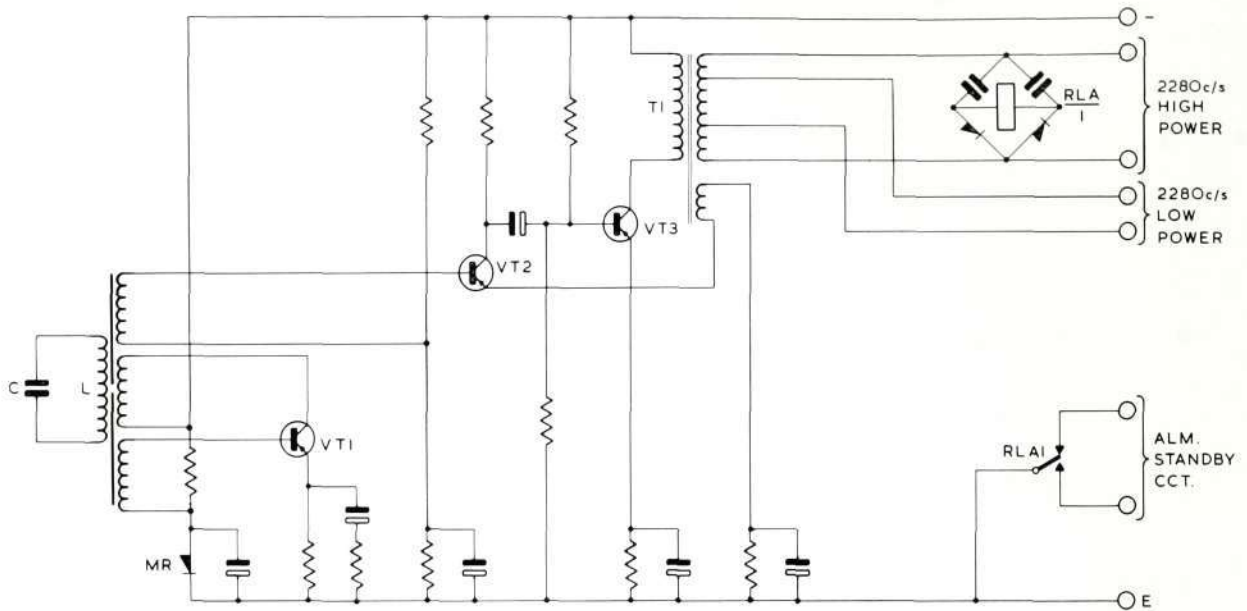 -
T1
RLA
1
2280c/s
HIGH
POWER
2280c/s
LOW
POWER
VT3
VT2
C
L
VT1
RLA1
ALM.
STANDBY
CCT.
MR
E